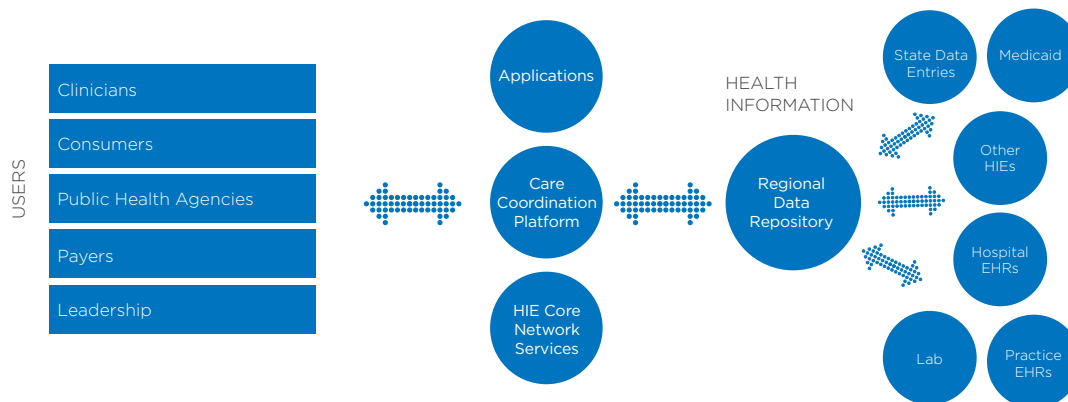 USERS
Clinicians
Consumers
Public Health Agencies
Payers
Leadership
Applications
Care
Coordination
Platform
HIE Core
Network
Services
HEALTH
INFORMATION
Regional
Data
Repository
State Data
Entries
Medicaid
Other
HIEs
Hospital
EHRs
Lab
Practice
EHRs